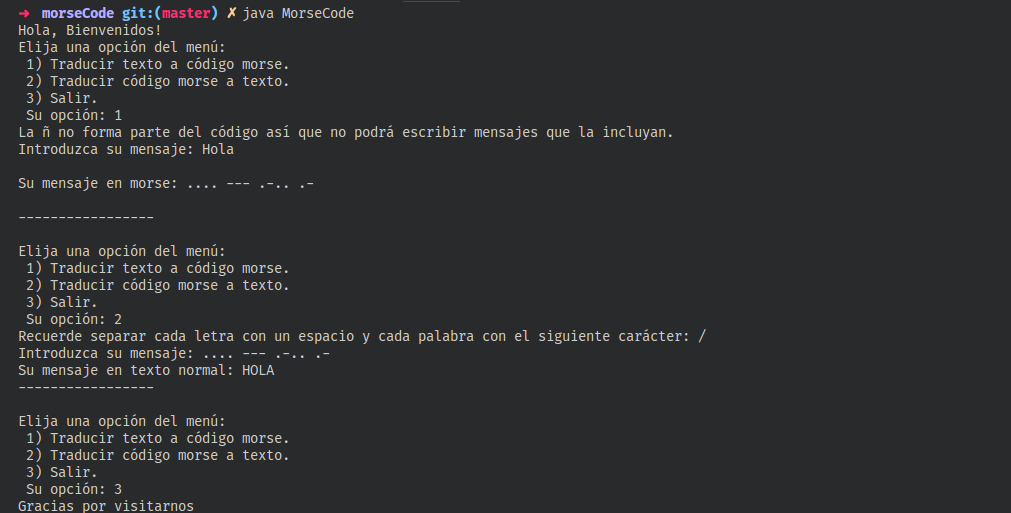 ➜ morseCode git:(master) ✗ java MorseCode
Hola, Bienvenidos!
Elija una opción del menú:
1) Traducir texto a código morse.
2) Traducir código morse a texto.
3) Salir.
Su opción: 1
La ñ no forma parte del código así que no podrá escribir mensajes que la incluyan.
Introduzca su mensaje: Hola
Su mensaje en morse: .... --- .-.. .-
-----------------
Elija una opción del menú:
1) Traducir texto a código morse.
2) Traducir código morse a texto.
3) Salir.
Su opción: 2
Recuerde separar cada letra con un espacio y cada palabra con el siguiente carácter: /
Introduzca su mensaje: .... --- .-.. .-
Su mensaje en texto normal: HOLA
-----------------
Elija una opción del menú:
1) Traducir texto a código morse.
2) Traducir código morse a texto.
3) Salir.
Su opción: 3
Gracias por visitarnos